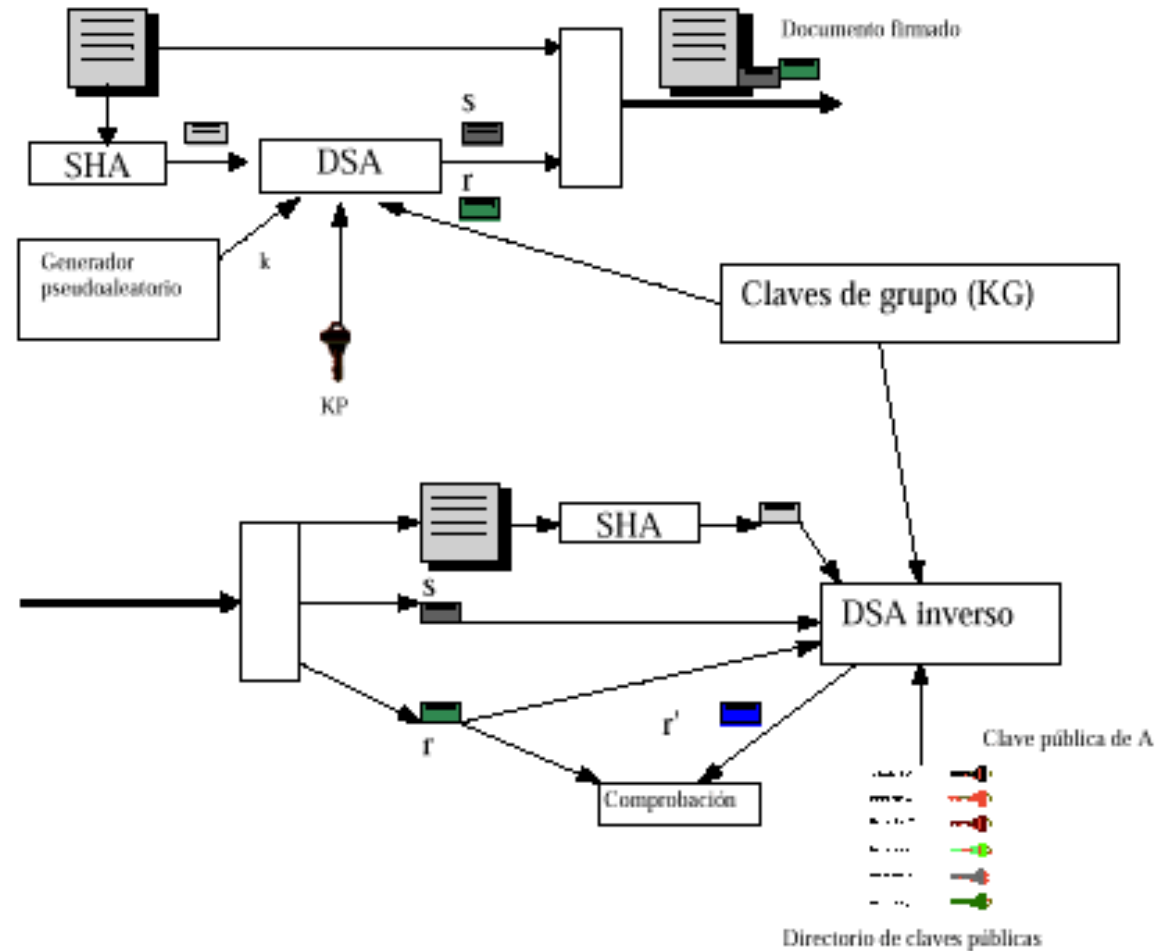 Documento firmado
s
SHA
DSA
r
Generador
pseudoaleatorio
k
Claves de grupo (KG)
KP
SHA
s
DSA inverso
r'
r
Clave pública de A
Comprobación
Directorio de claves públicas